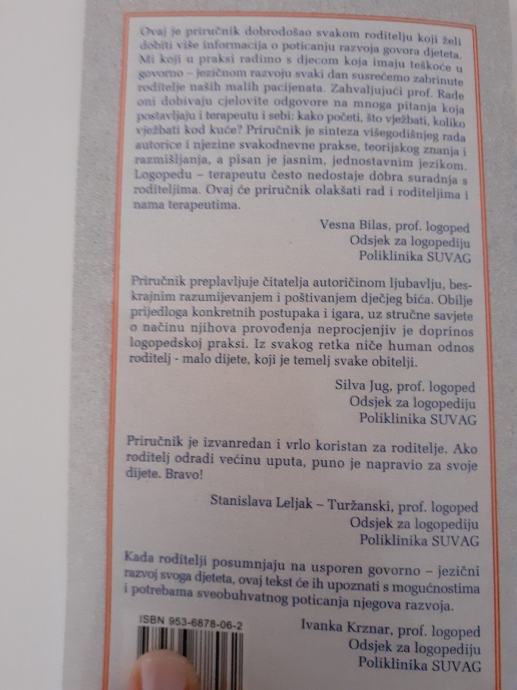 Ovaj je priručnik dobrodošao svakom roditelju koji želi
dobiti više informacija o poticanju razvoja govora djeteta.
Mi koji u praksi radimo s djecom koja imaju teškoće u
govorno – jezičnom razvoju svaki dan susrećemo zabrinute
roditelje naših malih pacijenata. Zahvaljujući prof. Rade
oni dobivaju cjelovite odgovore na mnoga pitanja koja
postavljaju i terapeutu i sebi: kako početi, što vježbati, koliko
vježbati kod kuće? Priručnik je sinteza višegodišnjeg rada
autorice i njezine svakodnevne prakse, teorijskog znanja i
razmišljanja, a pisan je jasnim, jednostavnim jezikom.
Logopedu – terapeutu često nedostaje dobra suradnja s
roditeljima. Ovaj će priručnik olakšati rad i roditeljima i
nama terapeutima.
Vesna Bilas, prof. logoped
Odsjek za logopediju
Poliklinika SUVAG
Priručnik preplavljuje čitatelja autoričinom ljubavlju, bes-
krajnim razumijevanjem i poštivanjem dječjeg bića. Obilje
prijedloga konkretnih postupaka i igara, uz stručne savjete
o načinu njihova provođenja neprocjenjiv je doprinos
logopedskoj praksi. Iz svakog retka niče human odnos
roditelj - malo dijete, koji je temelj svake obitelji.
Silva Jug, prof. logoped
Odsjek za logopediju
Poliklinika SUVAG
Priručnik je izvanredan i vrlo koristan za roditelje. Ako
roditelj odradi većinu uputa, puno je napravio za svoje
dijete. Bravo!
Stanislava Leljak – Turžanski, prof. logoped
Odsjek za logopediju
Poliklinika SUVAG
Kada roditelji posumnjaju na usporen govorno – jezični
razvoj svoga djeteta, ovaj tekst će ih upoznati s mogućnostima
i potrebama sveobuhvatnog poticanja njegova razvoja.
ISBN 953-6878-06-2
Ivanka Krznar, prof. logoped
Odsjek za logopediju
Poliklinika SUVAG